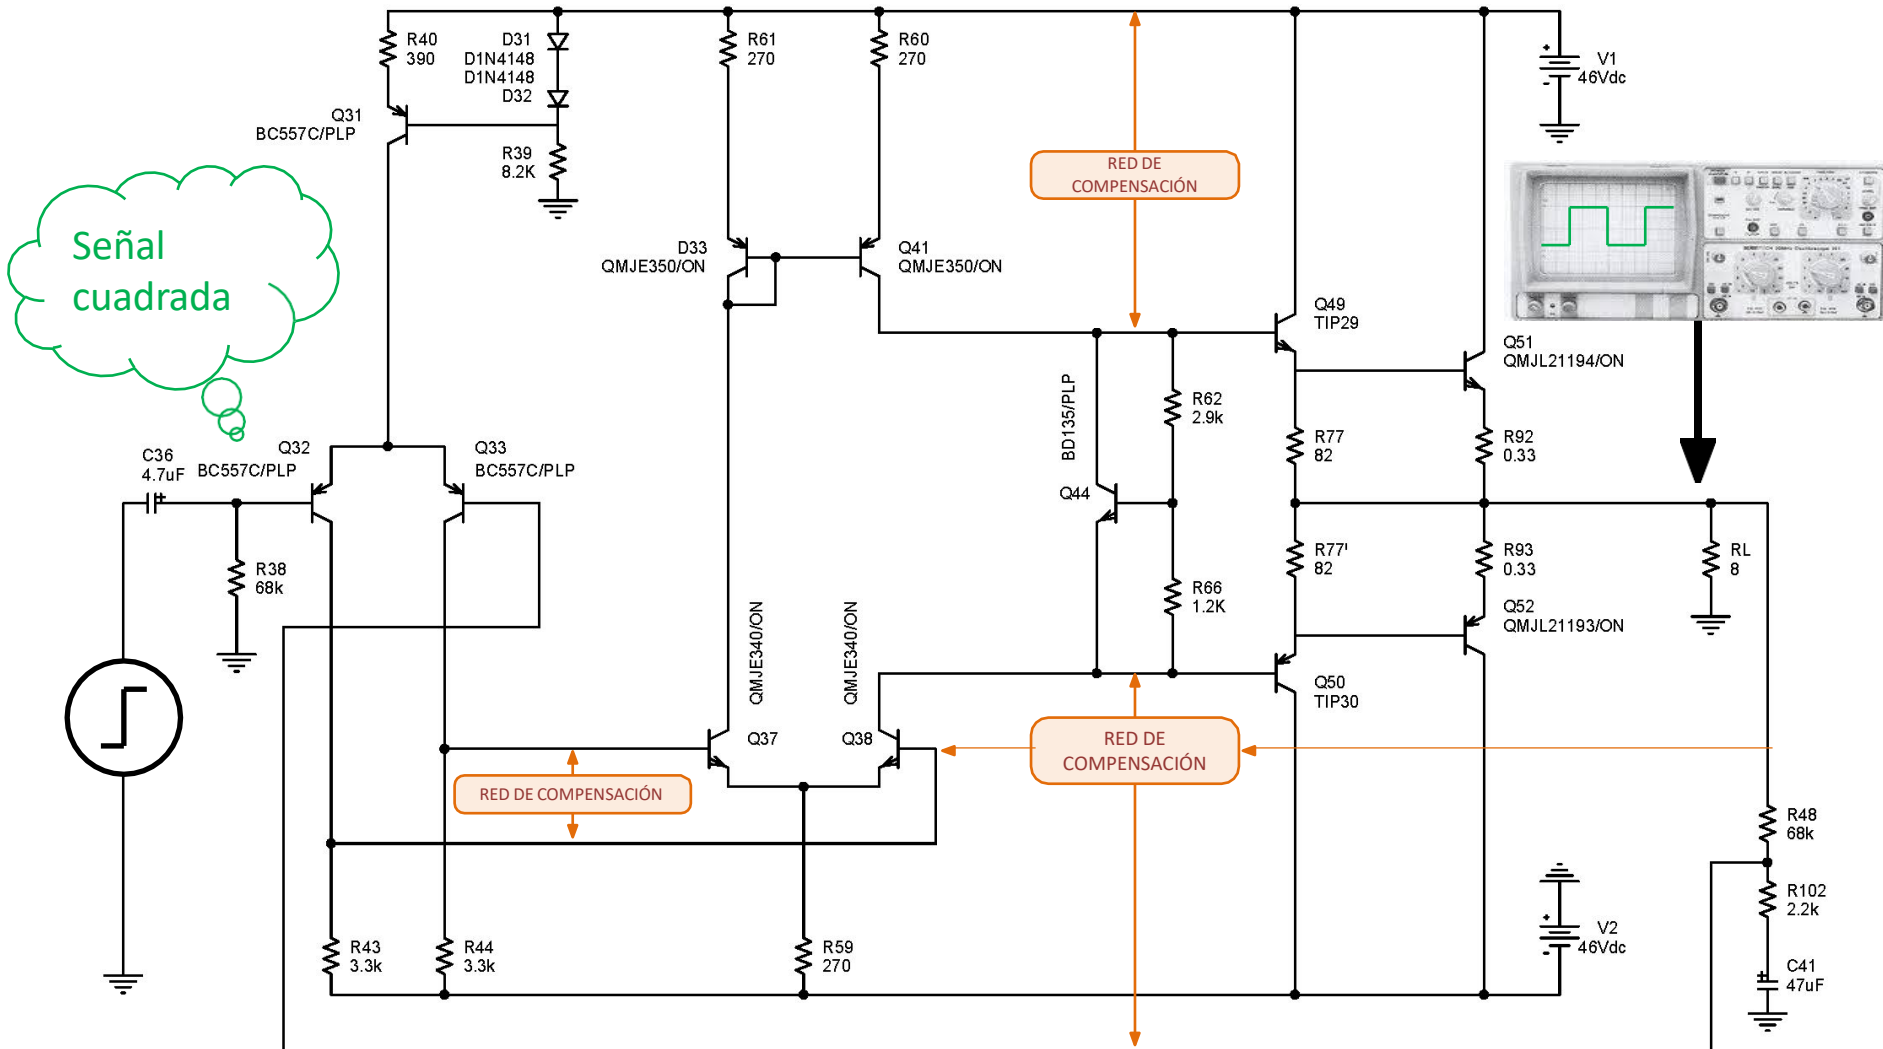 R40
390
D31
D1N4148
D1N4148
D32
R61
270
R60
270
V1
46Vdc
+
-
Q31
BC557C/PLP
R39
8.2K
RED DE
COMPENSACIÓN
Señal
cuadrada
D33
QMJE350/ON
Q41
QMJE350/ON
Q49
TIP29
Q51
QMJL21194/ON
BD135/PLP
R62
2.9k
R77
82
R92
0.33
Q32
BC557C/PLP
Q33
BC557C/PLP
C36
4.7uF
+
Q44
R38
68k
R77'
82
R93
0.33
RL
8
R66
1.2K
Q52
QMJL21193/ON
QMJE340/ON
QMJE340/ON
Q50
TIP30
Q37
Q38
RED DE
COMPENSACIÓN
RED DE COMPENSACIÓN
R48
68k
R102
2.2k
V2
46Vdc
+
-
R43
3.3k
R44
3.3k
R59
270
C41
47uF
+